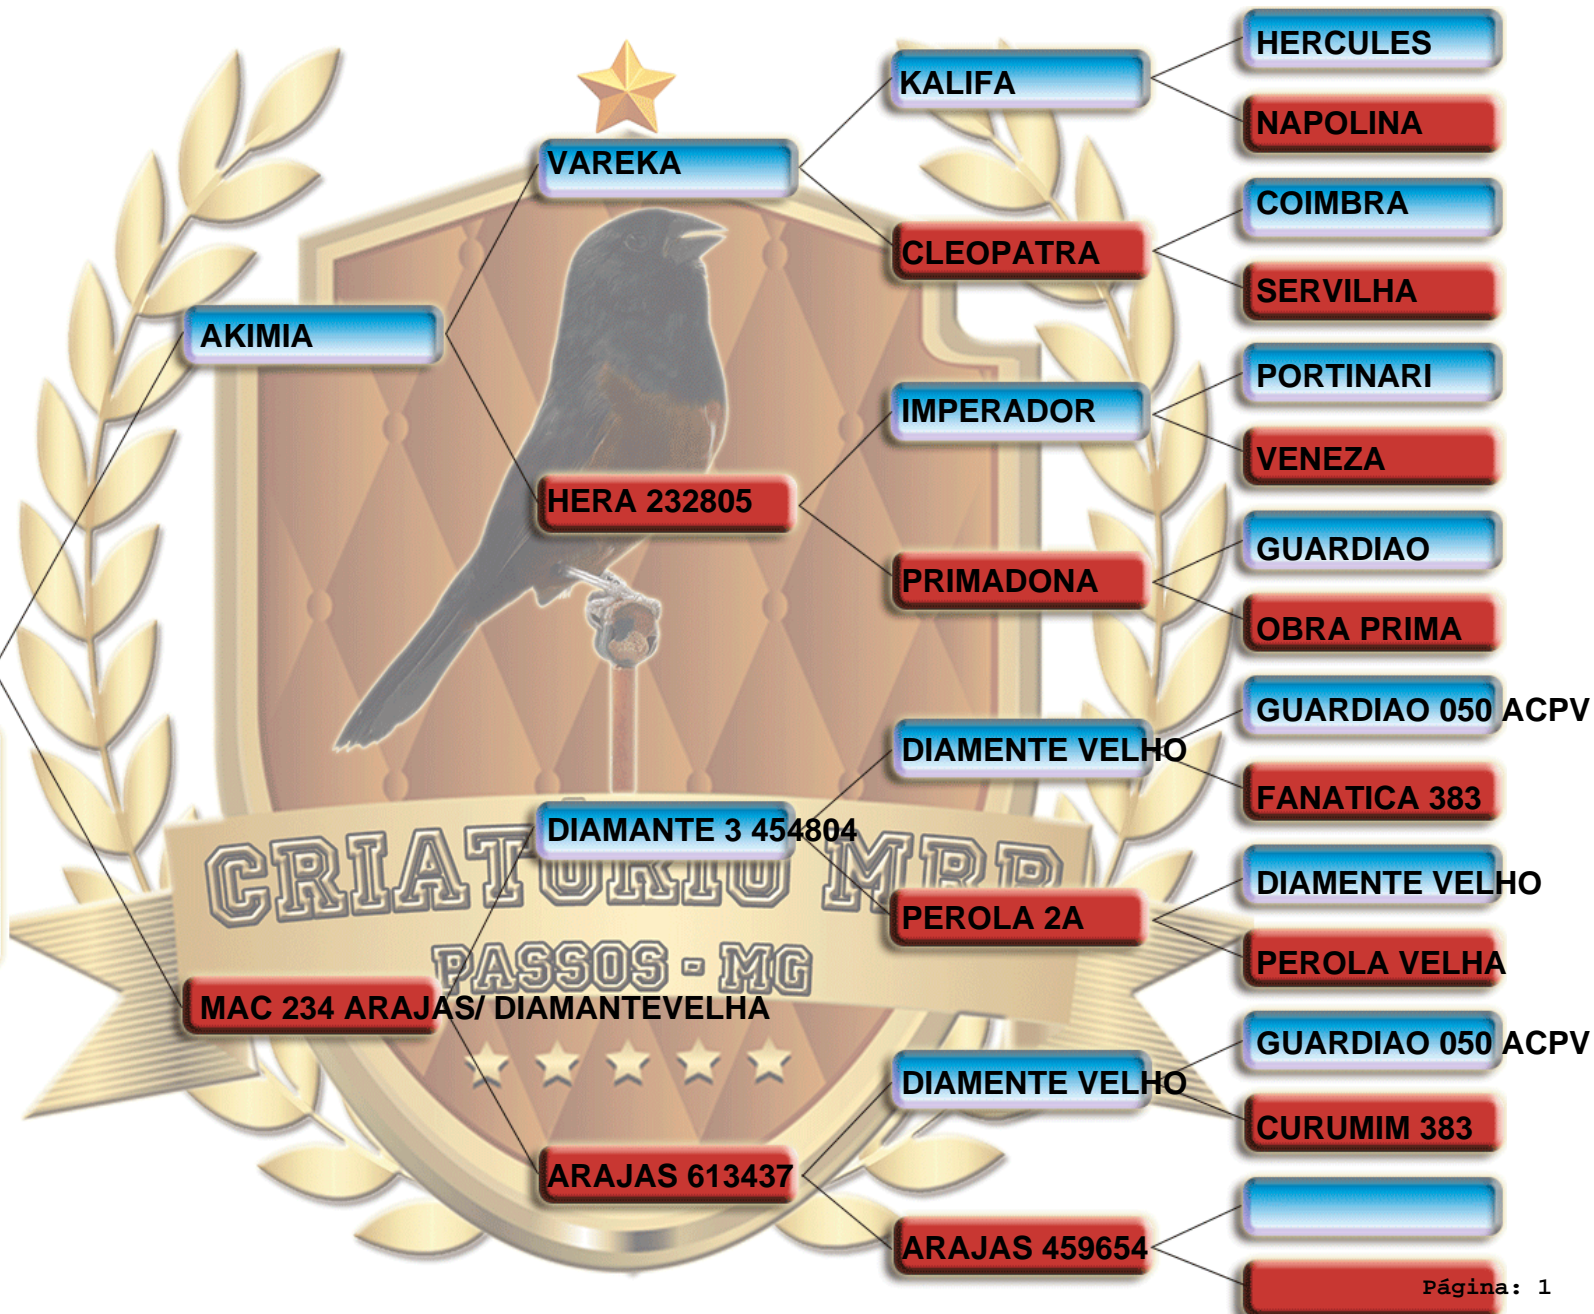 HERCULES
KALIFA
NAPOLINA
VAREKA
COIMBRA
CLEOPATRA
SERVILHA
AKIMIA
PORTINARI
IMPERADOR
VENEZA
HERA 232805
GUARDIAO
PRIMADONA
OBRA PRIMA
GUARDIAO 050 ACPV
DIAMENTE VELHO
FANATICA 383
DIAMANTE 3 454804
DIAMENTE VELHO
PEROLA 2A
PEROLA VELHA
MAC 234 ARAJAS/ DIAMANTEVELHA
GUARDIAO 050 ACPV
DIAMENTE VELHO
CURUMIM 383
ARAJAS 613437
ARAJAS 459654
CRIATÓRIO MRP
PASSOS - MG
Página: 1